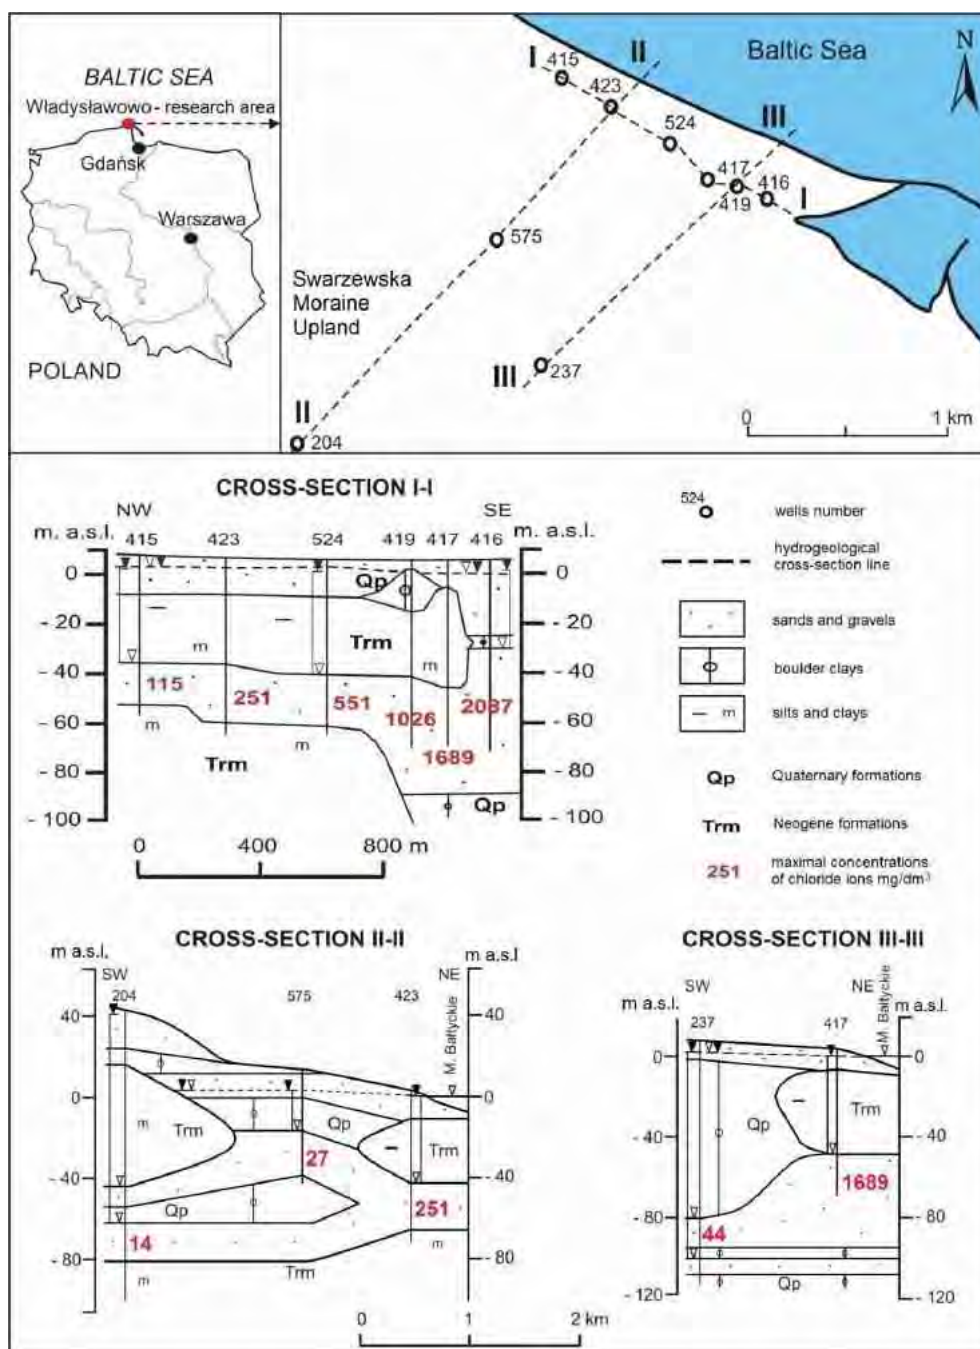 BALTIC SEA
Władysławowo - research area
Gdańsk
Warszawa
POLAND
Baltic Sea
N
I
415
II
423
524
III
417
416
419
I
575
Swarzewska
Moraine
Upland
III
237
II
204
0 1 km
CROSS-SECTION I-I
NW SE
m. a.s.l. m. a.s.l.
415 423 524 419 417 416
0 0
Qp
- 20 - 20
m Trm m
- 40 - 40
115 251 551 1026 2087
- 60 - 60
m m
Trm 1689
- 80 - 80
Qp
- 100 - 100
0 400 800 m
524
wells number
hydrogeological
cross-section line
sands and gravels
boulder clays
m silts and clays
Qp Quaternary formations
Trm Neogene formations
251 maximal concentrations
of chloride ions mg/dm³
CROSS-SECTION II-II
m a.s.l. m a.s.l
SW NE
204 575 423 M. Bałtyckie
40 40
0 0
m Trm Qp Trm
27
- 40 - 40
Qp 251
14 m
- 80 - 80
m Trm
0 1 2 km
CROSS-SECTION III-III
m a.s.l. m a.s.l.
SW NE
237 417 M. Bałtyckie
0 0
Qp Trm
- 40 - 40
1689
- 80 - 80
44
Qp
- 120 - 120